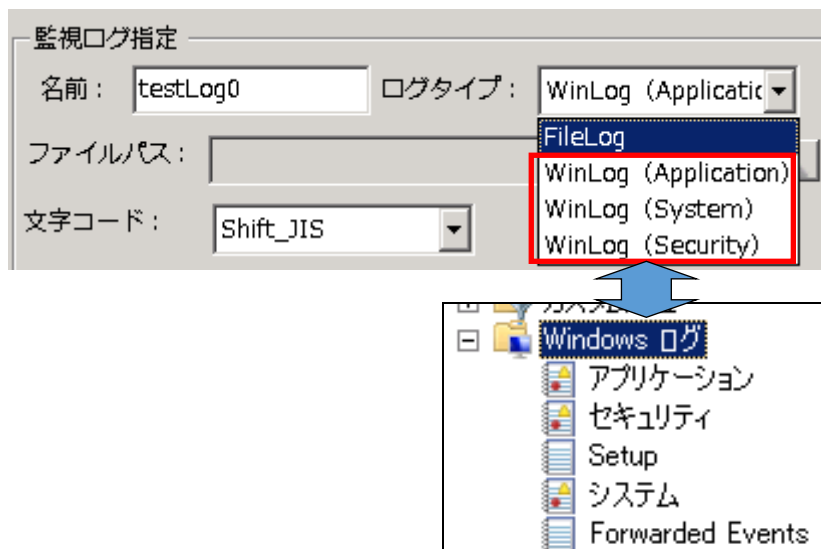 監視ログ指定
名前： testLog0 ログタイプ： WinLog (Applicatic
FileLog
ファイルパス：
WinLog (Application)
WinLog (System)
文字コード： Shift_JIS
WinLog (Security)
Windows ログ
アプリケーション
セキュリティ
Setup
システム
Forwarded Events